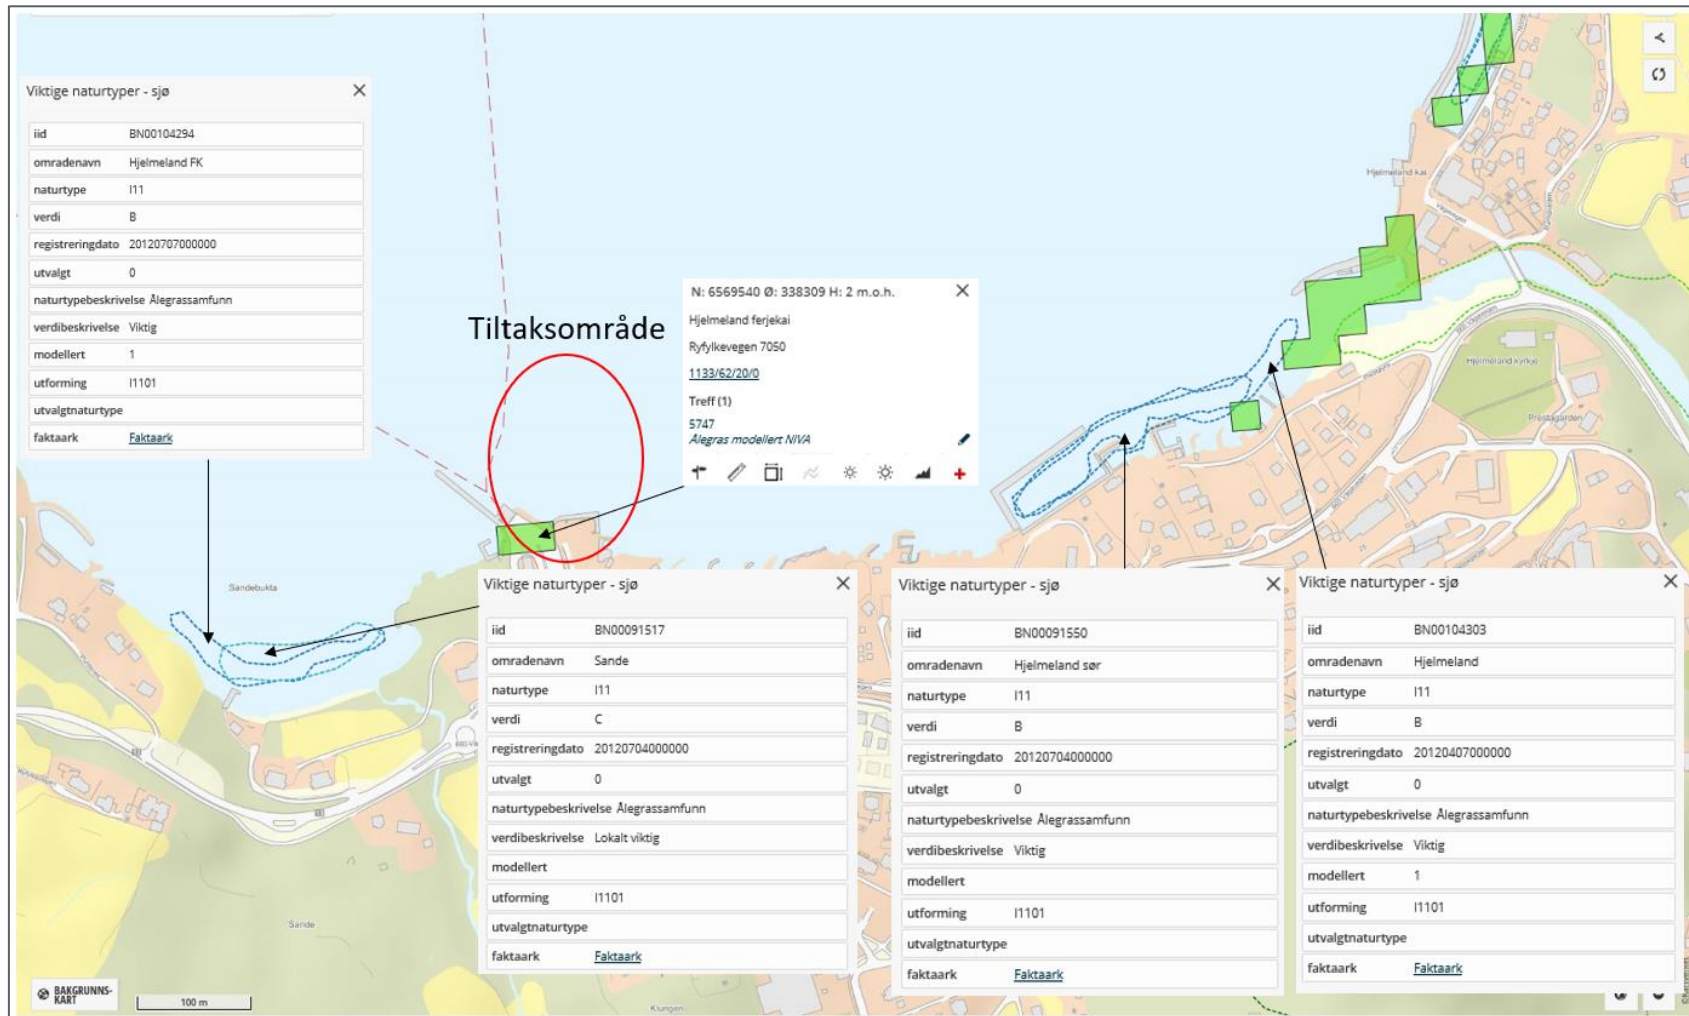 Viktige naturtyper - sjø
iid BN00104294
omradenavn Hjelmeland FK
naturtype I11
verdi B
registreringdato 20120707000000
utvalgt 0
naturtypebeskrivelse Ålegrassamfunn
verdibeskrivelse Viktig
modellert 1
utforming I1101
utvalgtnaturtype
faktaark Faktaark
Tiltaksområde
N: 6569540 Ø: 338309 H: 2 m.o.h.
Hjelmeland ferjekai
Ryfylkevegen 7050
1133/62/20/0
Treff (1)
5747
Ålegras modellert NIVA
Hjelmeland kai
Hjelmeland kyrkje
Prestagarden
Sandebukta
Viktige naturtyper - sjø
iid BN00091517
omradenavn Sande
naturtype I11
verdi C
registreringdato 20120704000000
utvalgt 0
naturtypebeskrivelse Ålegrassamfunn
verdibeskrivelse Lokalt viktig
modellert
utforming I1101
utvalgtnaturtype
faktaark Faktaark
Viktige naturtyper - sjø
iid BN00091550
omradenavn Hjelmeland sør
naturtype I11
verdi B
registreringdato 20120704000000
utvalgt 0
naturtypebeskrivelse Ålegrassamfunn
verdibeskrivelse Viktig
modellert
utforming I1101
utvalgtnaturtype
faktaark Faktaark
Viktige naturtyper - sjø
iid BN00104303
omradenavn Hjelmeland
naturtype I11
verdi B
registreringdato 20120407000000
utvalgt 0
naturtypebeskrivelse Ålegrassamfunn
verdibeskrivelse Viktig
modellert 1
utforming I1101
utvalgtnaturtype
faktaark Faktaark
Sande
BAKGRUNNS-
KART
100 m
Klungen